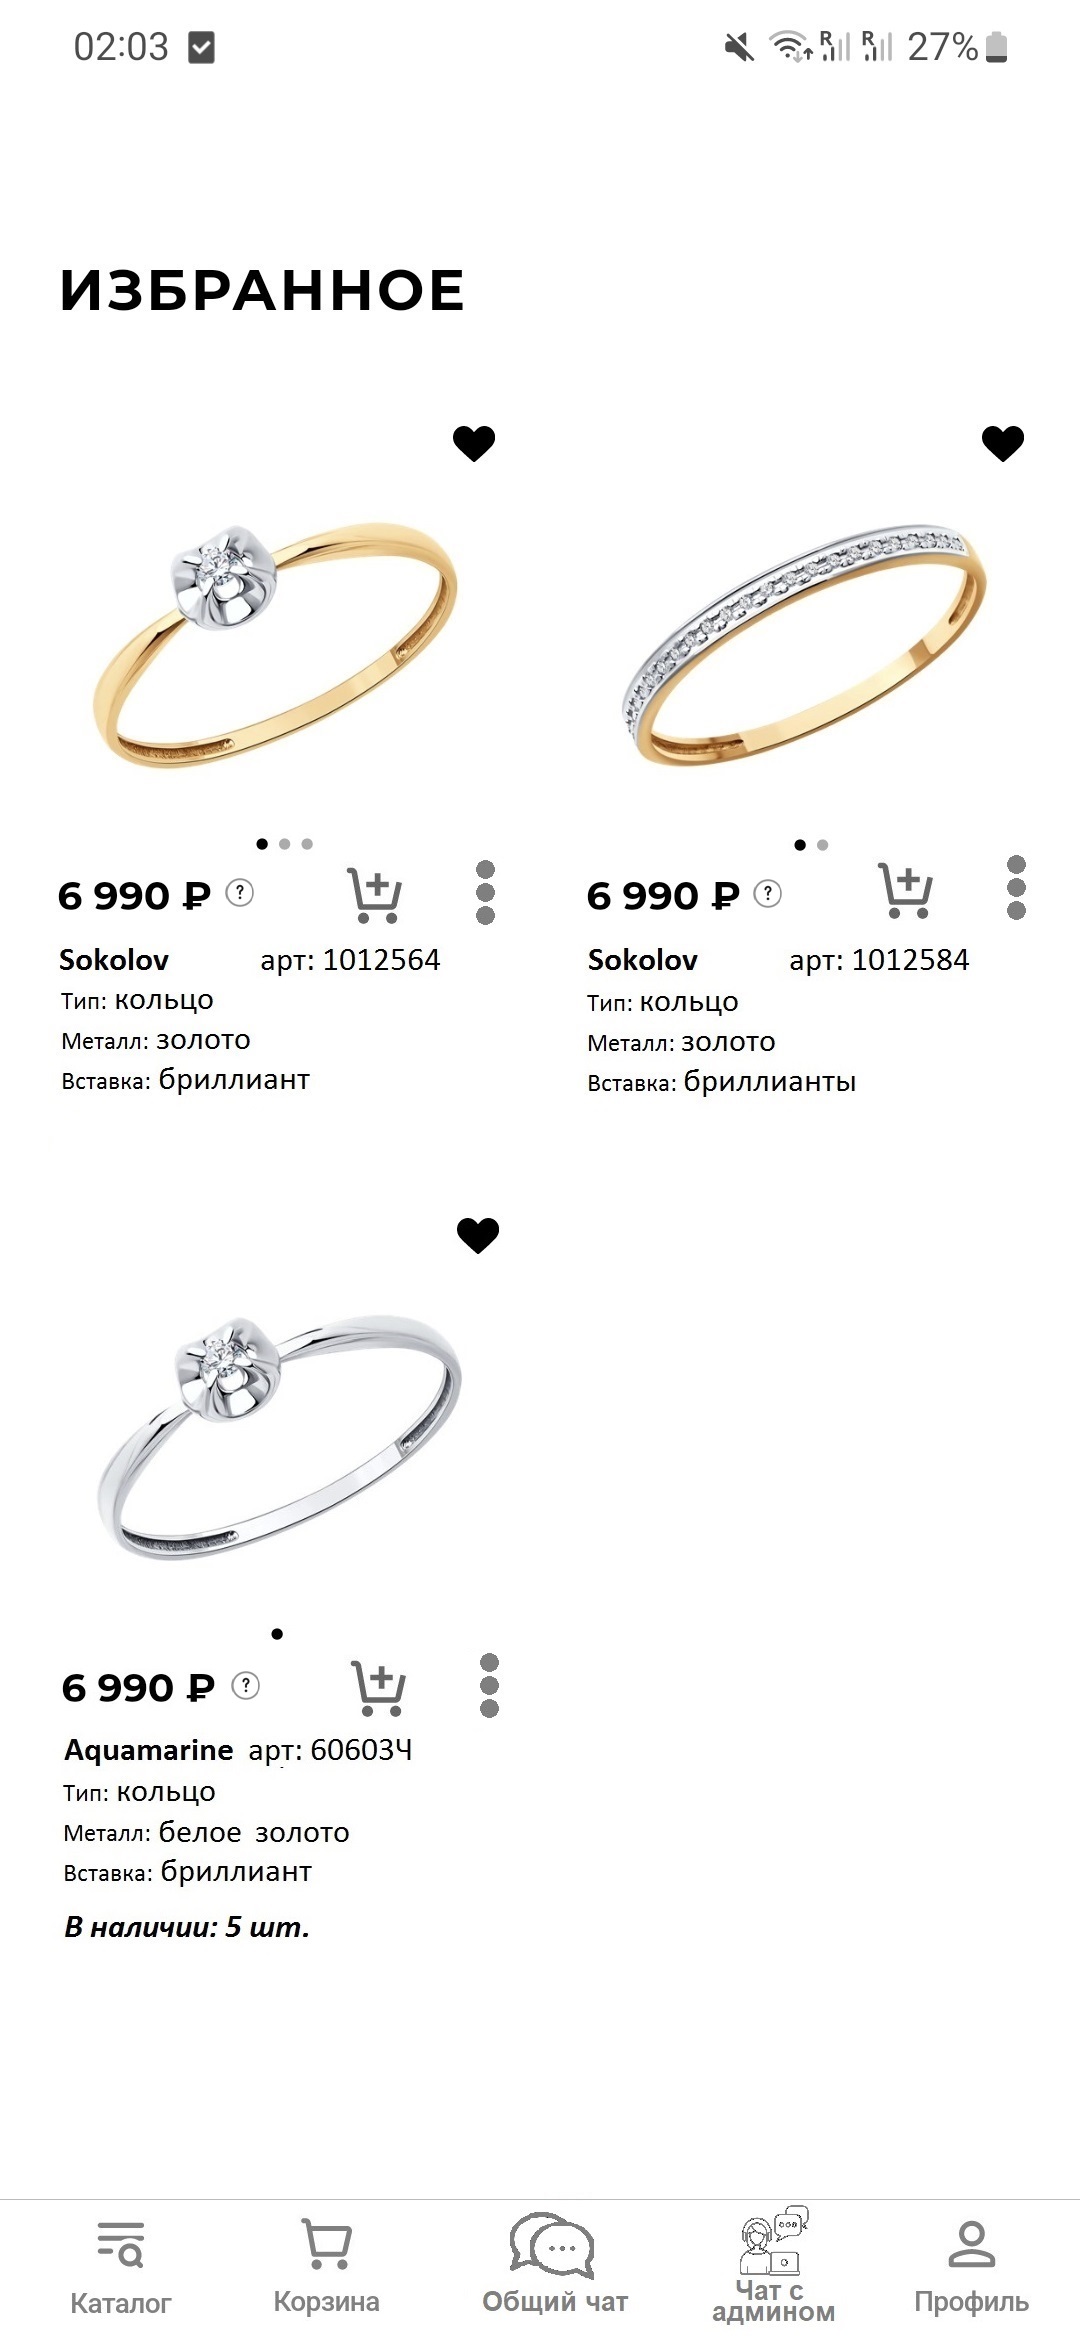 02:03
R R 27%
ИЗБРАННОЕ
6 990 ₽ ?
Sokolov арт: 1012564
Тип: кольцо
Металл: золото
Вставка: бриллиант
6 990 ₽ ?
Sokolov арт: 1012584
Тип: кольцо
Металл: золото
Вставка: бриллианты
6 990 ₽ ?
Aquamarine арт: 60603Ч
Тип: кольцо
Металл: белое золото
Вставка: бриллиант
В наличии: 5 шт.
Каталог
Корзина
Общий чат
Чат с
админом
Профиль